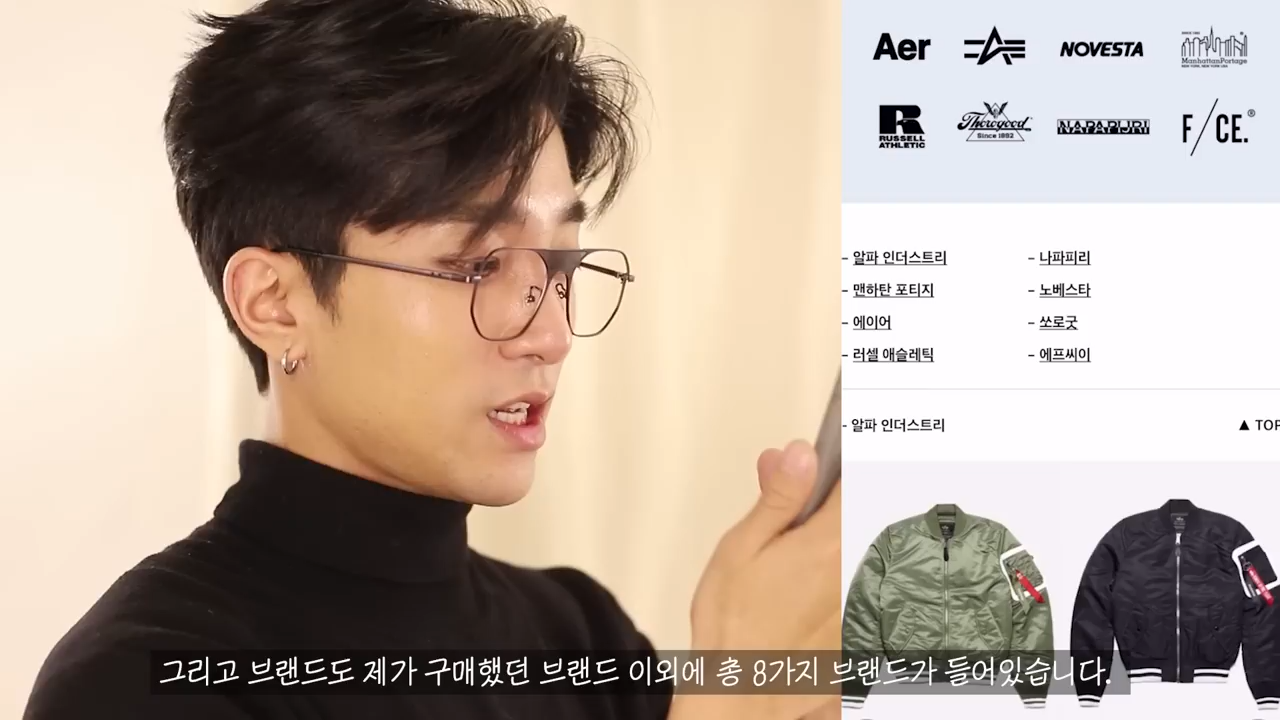 Aer
NOVESTA
ManhattanPortage
RUSSELL
ATHLETIC
Thorogood
Since 1892
NAPAPIJRI
F/CE.®
- 알파 인더스트리
- 나파피리
- 맨하탄 포티지
- 노베스타
- 에이어
- 쏘로굿
- 러셀 애슬레틱
- 에프씨이
- 알파 인더스트리
▲ TOP
그리고 브랜드도 제가 구매했던 브랜드 이외에 총 8가지 브랜드가 들어있습니다.